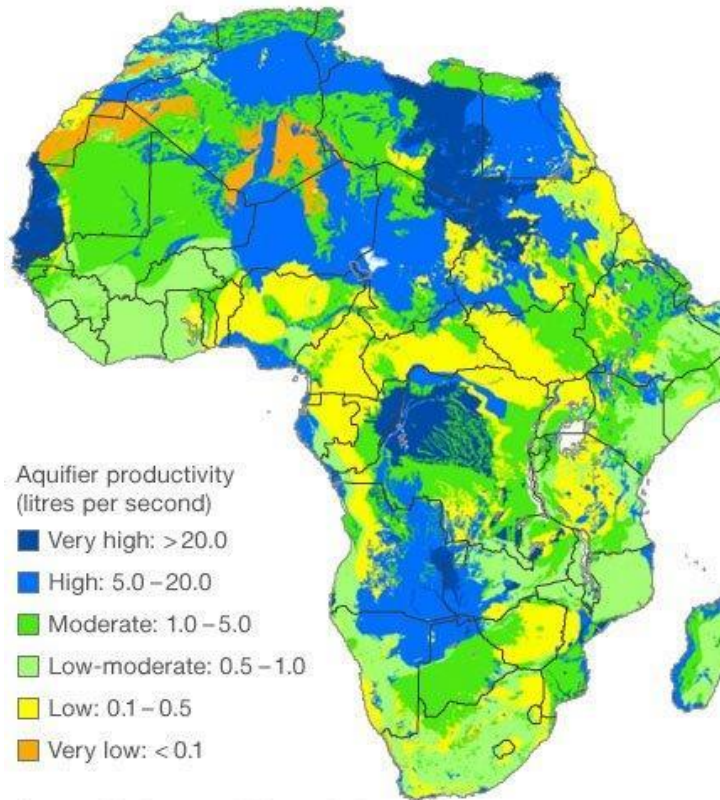 Aquifier productivity
(litres per second)
Very high: >20.0
High: 5.0–20.0
Moderate: 1.0–5.0
Low-moderate: 0.5–1.0
Low: 0.1–0.5
Very low: <0.1